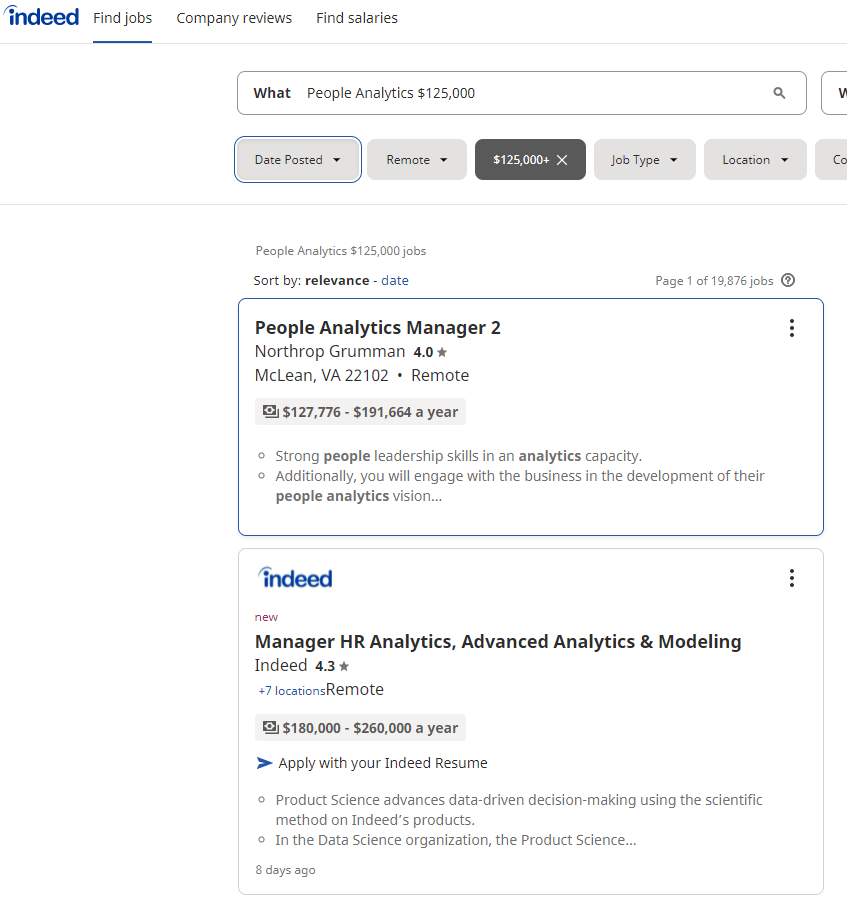 indeed Find jobs Company reviews Find salaries
What People Analytics $125,000
Date Posted Remote $125,000+ Job Type Location Co
People Analytics $125,000 jobs
Sort by: relevance - date Page 1 of 19,876 jobs
People Analytics Manager 2
Northrop Grumman 4.0
McLean, VA 22102 • Remote
$127,776 - $191,664 a year
Strong people leadership skills in an analytics capacity.
Additionally, you will engage with the business in the development of their
people analytics vision...
indeed
new
Manager HR Analytics, Advanced Analytics & Modeling
Indeed 4.3
+7 locationsRemote
$180,000 - $260,000 a year
Apply with your Indeed Resume
Product Science advances data-driven decision-making using the scientific
method on Indeed’s products.
In the Data Science organization, the Product Science...
8 days ago